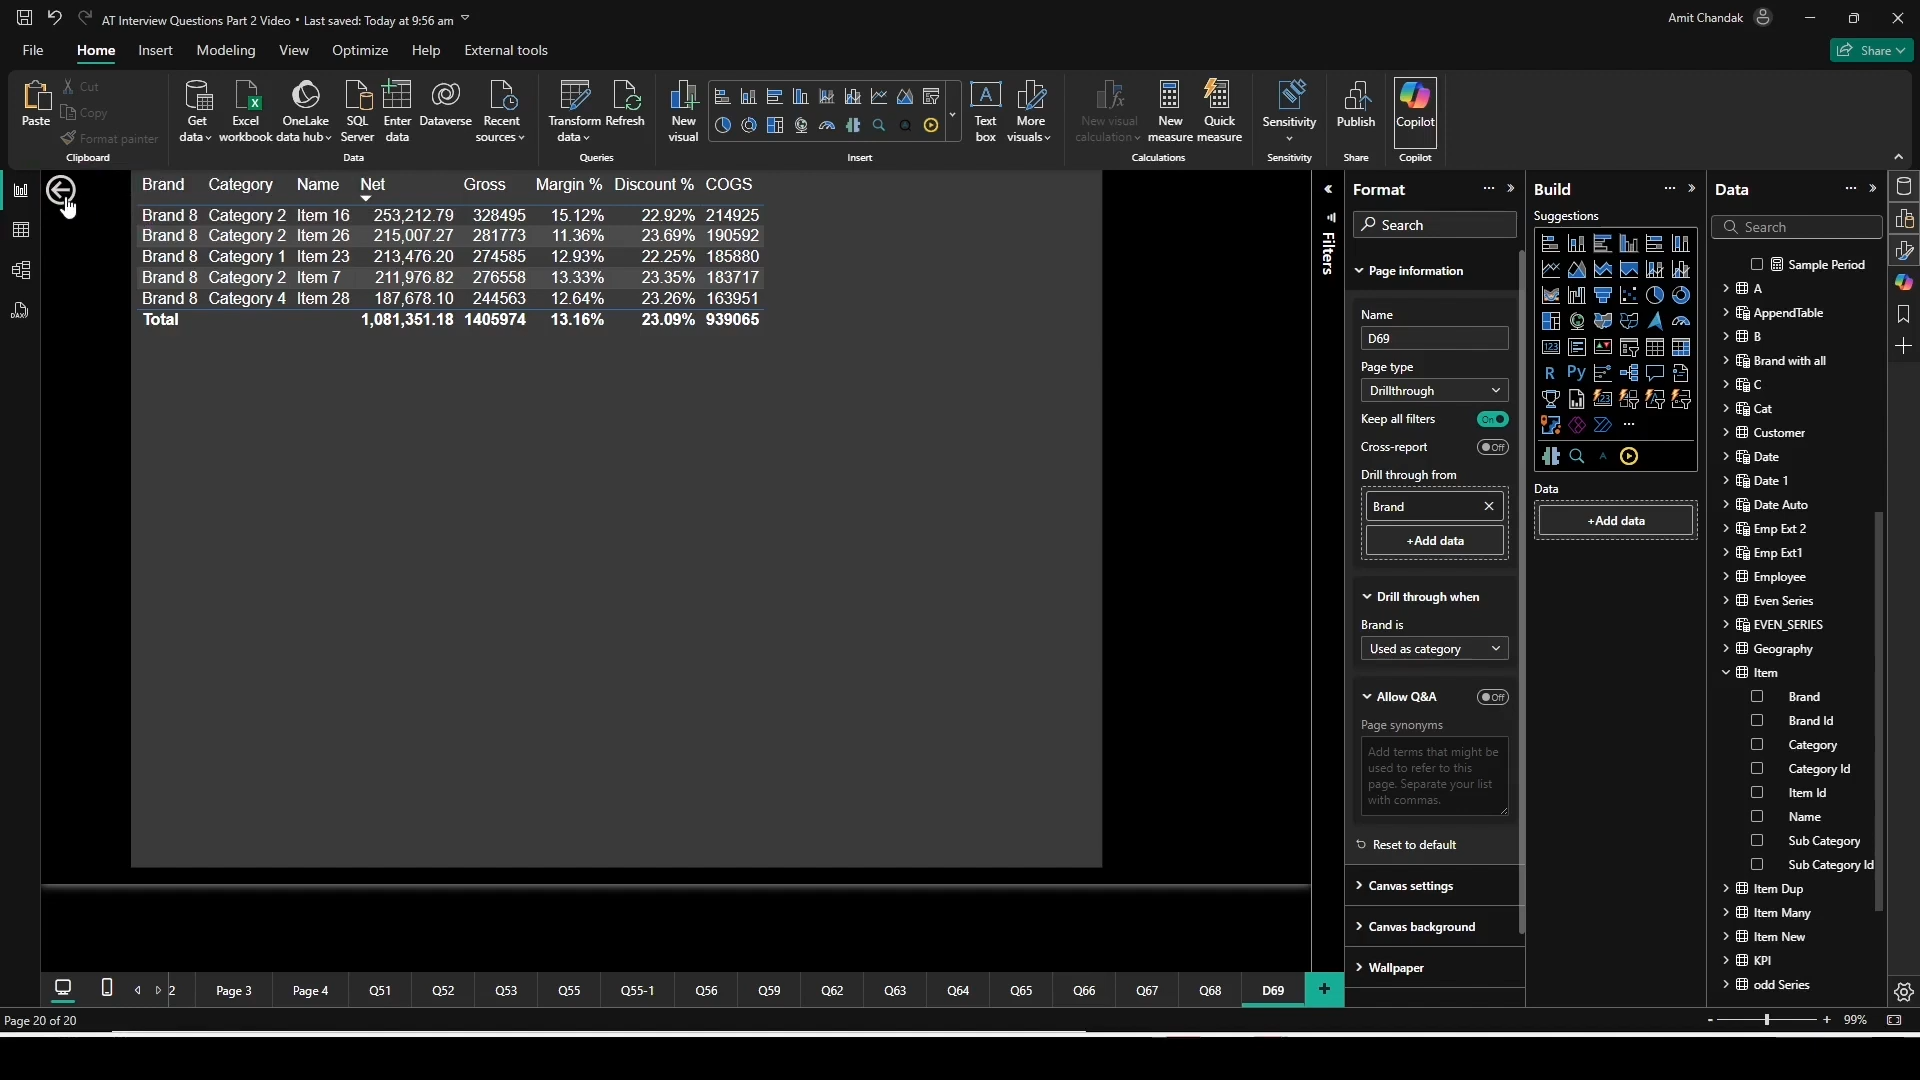 AT Interview Questions Part 2 Video • Last saved: Today at 9:56 am
Amit Chandak
File Home Insert Modeling View Optimize Help External tools
Share
Paste
Cut
Copy
Format painter
Clipboard
Get data
Excel workbook
OneLake data hub
SQL Server
Enter data
Dataverse
Recent sources
Data
Transform data
Refresh
Queries
New visual
Text box
More visuals
Insert
New visual calculation
New measure
Quick measure
Calculations
Sensitivity
Sensitivity
Publish
Share
Copilot
Copilot
Brand Category Name Net Gross Margin % Discount % COGS
Brand 8 Category 2 Item 16 253,212.79 328495 15.12% 22.92% 214925
Brand 8 Category 2 Item 26 215,007.27 281773 11.36% 23.69% 190592
Brand 8 Category 1 Item 23 213,476.20 274585 12.93% 22.25% 185880
Brand 8 Category 2 Item 7 211,976.82 276558 13.33% 23.35% 183717
Brand 8 Category 4 Item 28 187,678.10 244563 12.64% 23.26% 163951
Total 1,081,351.18 1405974 13.16% 23.09% 939065
Filters
Format
Search
Page information
Name
D69
Page type
Drillthrough
Keep all filters On
Cross-report Off
Drill through from
Brand
+Add data
Drill through when
Brand is
Used as category
Allow Q&A Off
Page synonyms
Add terms that might be
used to refer to this
page. Separate your list
with commas.
Reset to default
Canvas settings
Canvas background
Wallpaper
Build
Suggestions
R Py
123
Data
+Add data
Data
Search
Sample Period
A
AppendTable
B
Brand with all
C
Cat
Customer
Date
Date 1
Date Auto
Emp Ext 2
Emp Ext1
Employee
Even Series
EVEN_SERIES
Geography
Item
Brand
Brand Id
Category
Category Id
Item Id
Name
Sub Category
Sub Category Id
Item Dup
Item Many
Item New
KPI
odd Series
2 Page 3 Page 4 Q51 Q52 Q53 Q55 Q55-1 Q56 Q59 Q62 Q63 Q64 Q65 Q66 Q67 Q68 D69 +
Page 20 of 20
- + 99%